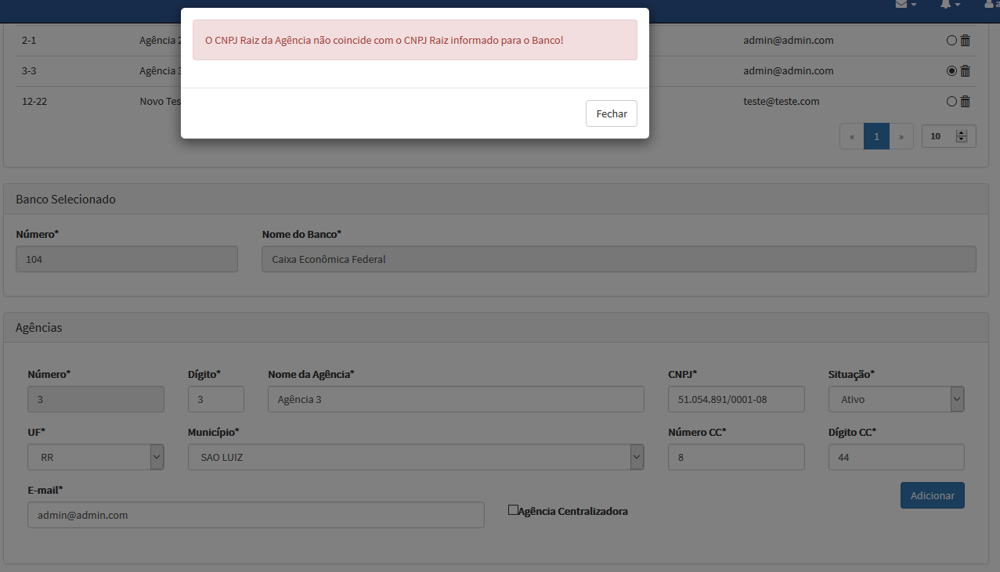 O CNPJ Raiz da Agência não coincide com o CNPJ Raiz informado para o Banco!
Fechar
2-1 Agência 2 admin@admin.com
3-3 Agência 3 admin@admin.com
12-22 Novo Tes teste@teste.com
« 1 » 10
Banco Selecionado
Número* Nome do Banco*
104 Caixa Econômica Federal
Agências
Número* Dígito* Nome da Agência* CNPJ* Situação*
3 3 Agência 3 51.054.891/0001-08 Ativo
UF* Município* Número CC* Dígito CC*
RR SAO LUIZ 8 44
E-mail*
admin@admin.com Agência Centralizadora Adicionar